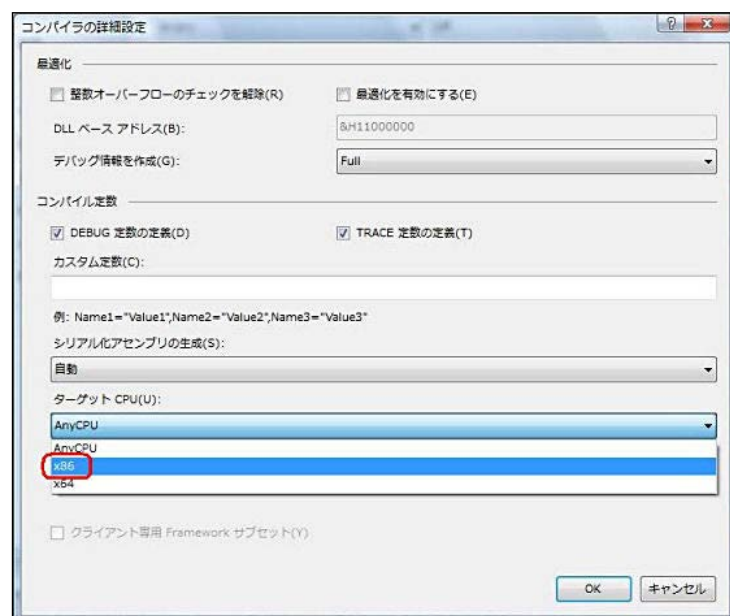 コンパイラの詳細設定
最適化
整数オーバーフローのチェックを解除(R)
最適化を有効にする(E)
DLL ベース アドレス(B):
&H11000000
デバッグ情報を作成(G):
Full
コンパイル定数
DEBUG 定数の定義(D)
TRACE 定数の定義(T)
カスタム定数(C):
例: Name1="Value1",Name2="Value2",Name3="Value3"
シリアル化アセンブリの生成(S):
自動
ターゲット CPU(U):
AnyCPU
AnyCPU
x86
x64
クライアント専用 Framework サブセット(Y)
OK
キャンセル